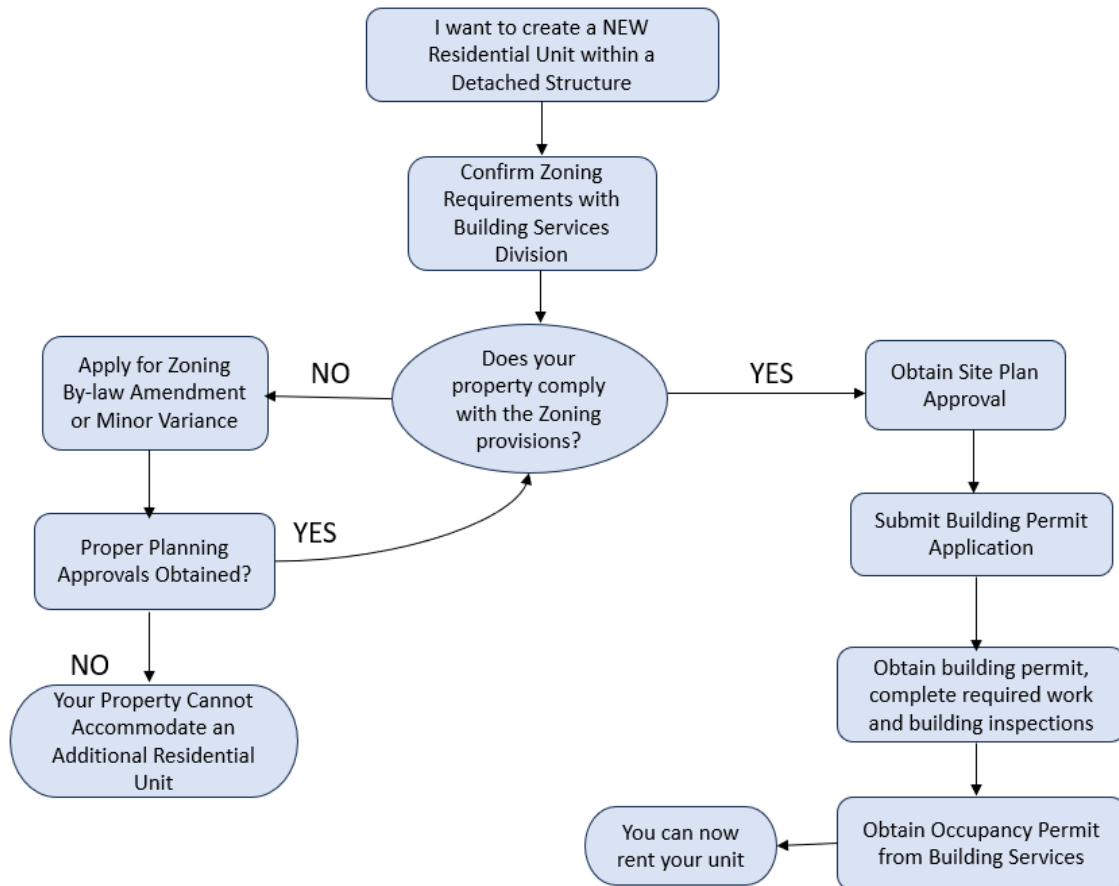 I want to create a NEW
Residential Unit within a
Detached Structure
Confirm Zoning
Requirements with
Building Services
Division
Does your
property comply
with the Zoning
provisions?
NO
Apply for Zoning
By-law Amendment
or Minor Variance
Proper Planning
Approvals Obtained?
YES
NO
Your Property Cannot
Accommodate an
Additional Residential
Unit
YES
Obtain Site Plan
Approval
Submit Building Permit
Application
Obtain building permit,
complete required work
and building inspections
Obtain Occupancy Permit
from Building Services
You can now
rent your unit